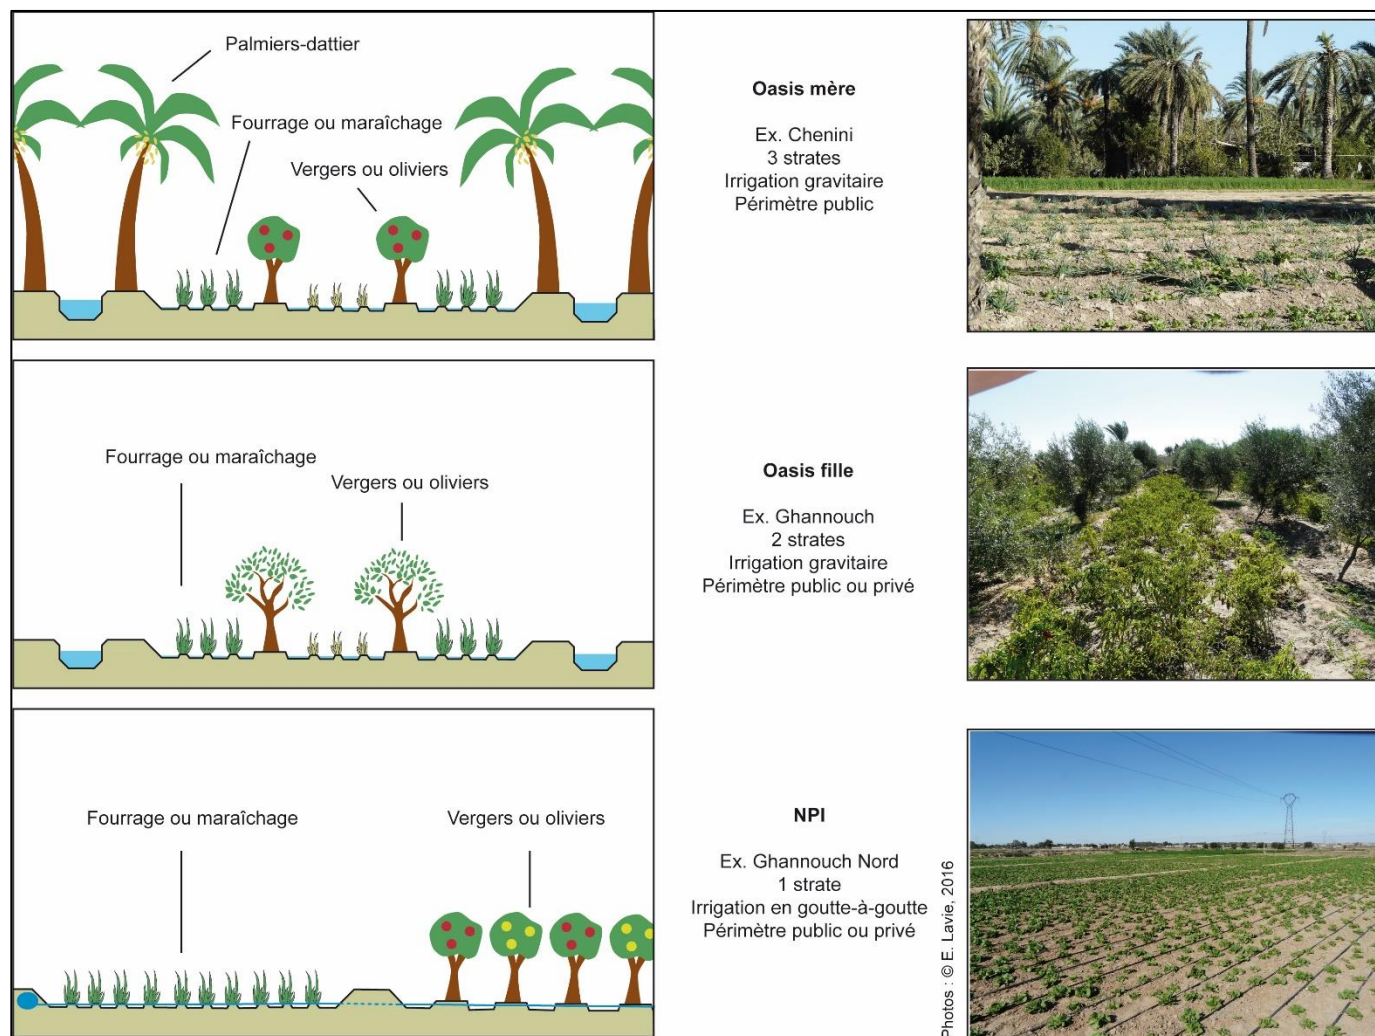 Palmiers-dattier
Fourrage ou maraîchage
Vergers ou oliviers
Oasis mère
Ex. Chenini
3 strates
Irrigation gravitaire
Périmètre public
Fourrage ou maraîchage
Vergers ou oliviers
Oasis fille
Ex. Ghannouch
2 strates
Irrigation gravitaire
Périmètre public ou privé
Fourrage ou maraîchage
Vergers ou oliviers
NPI
Ex. Ghannouch Nord
1 strate
Irrigation en goutte-à-goutte
Périmètre public ou privé
Photos : © E. Lavie, 2016